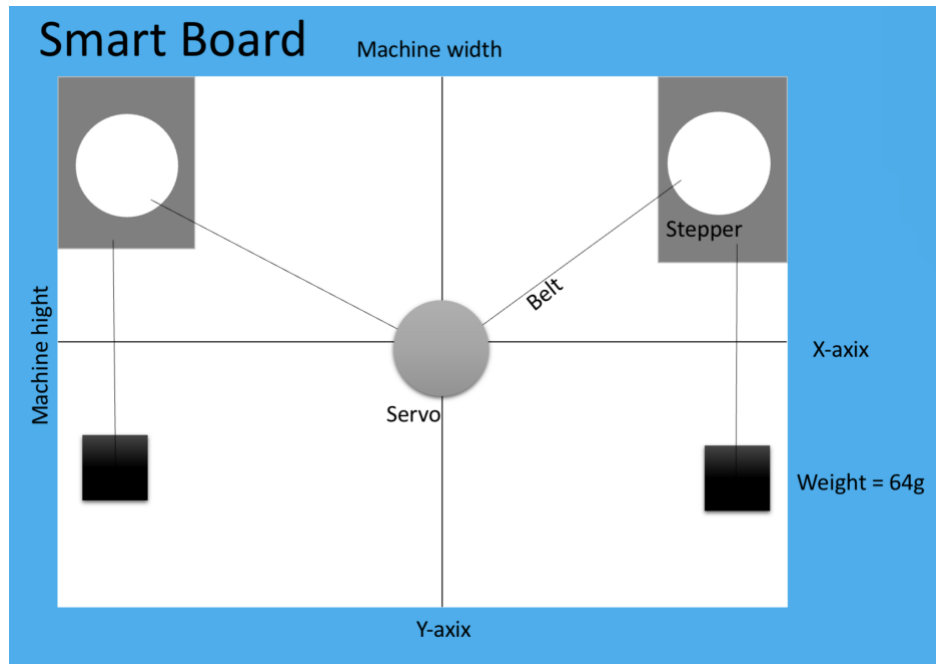 Smart Board
Machine width
Stepper
Belt
Machine hight
X-axix
Servo
Weight = 64g
Y-axix